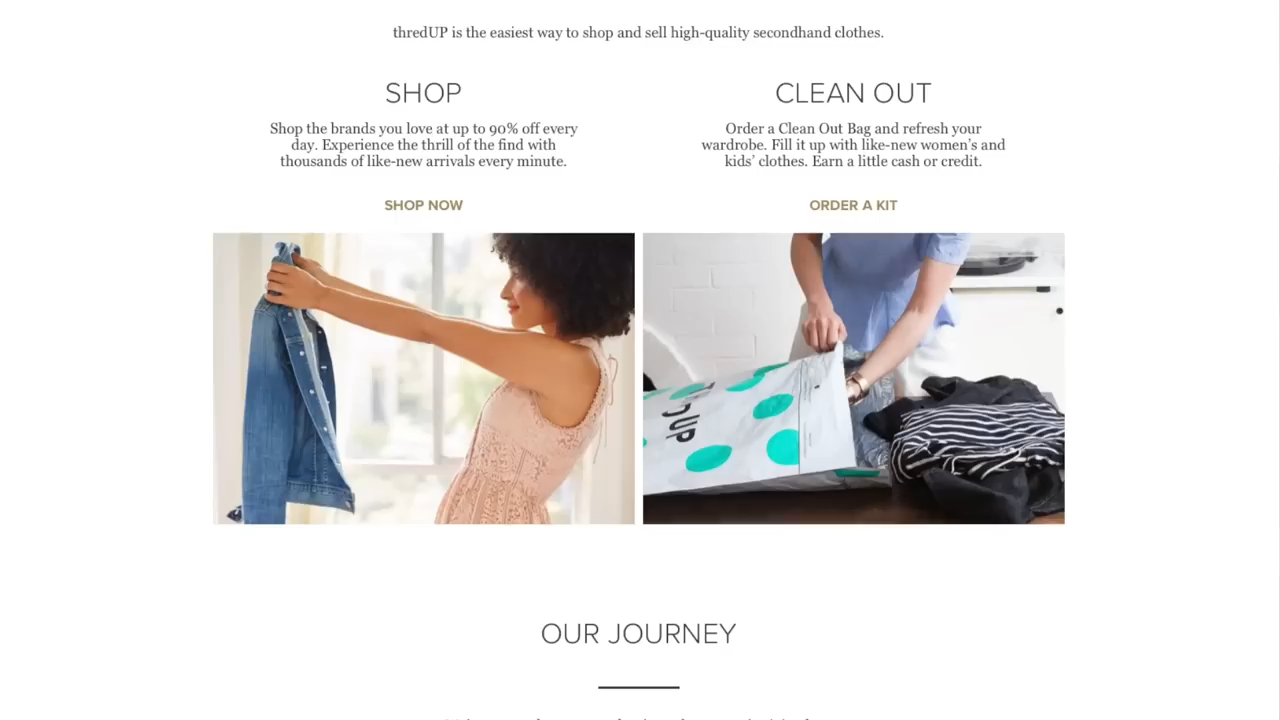 thredUP is the easiest way to shop and sell high-quality secondhand clothes.
SHOP
Shop the brands you love at up to 90% off every
day. Experience the thrill of the find with
thousands of like-new arrivals every minute.
SHOP NOW
CLEAN OUT
Order a Clean Out Bag and refresh your
wardrobe. Fill it up with like-new women's and
kids' clothes. Earn a little cash or credit.
ORDER A KIT
OUR JOURNEY